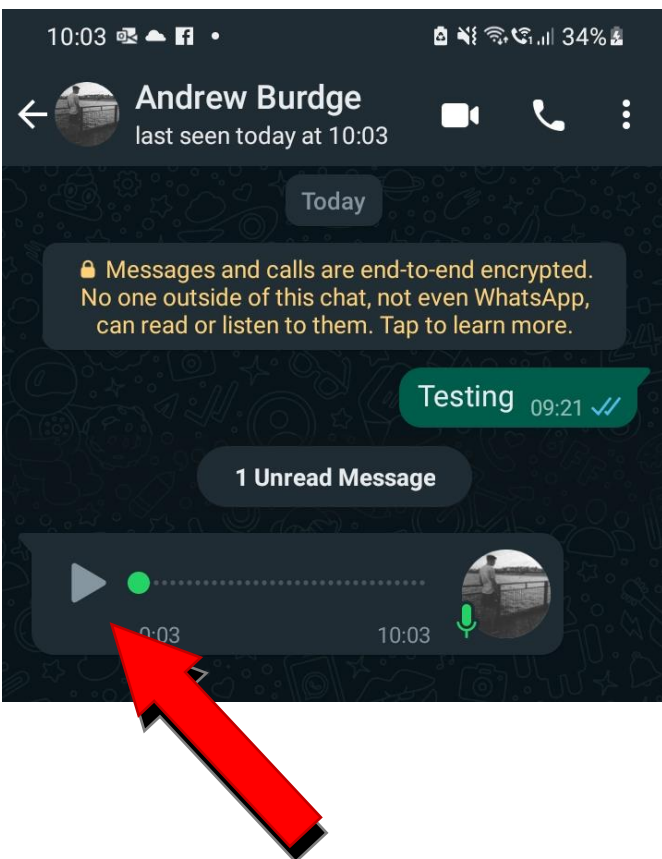 10:03
34%
Andrew Burdge
last seen today at 10:03
Today
Messages and calls are end-to-end encrypted.
No one outside of this chat, not even WhatsApp,
can read or listen to them. Tap to learn more.
Testing 09:21
1 Unread Message
0:03 10:03